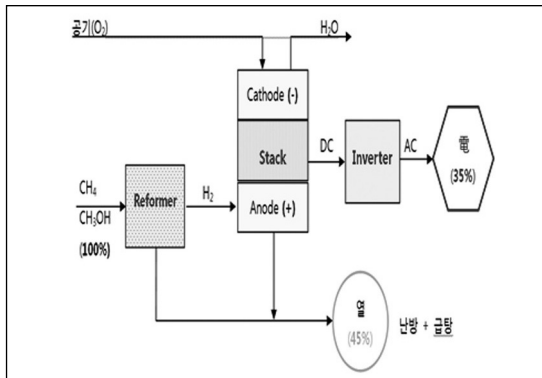 공기(O₂)
H₂O
Cathode (-)
Stack
DC
Inverter
AC
電
(35%)
CH₄
CH₃OH
(100%)
Reformer
H₂
Anode (+)
열
(45%)
난방 + 급탕